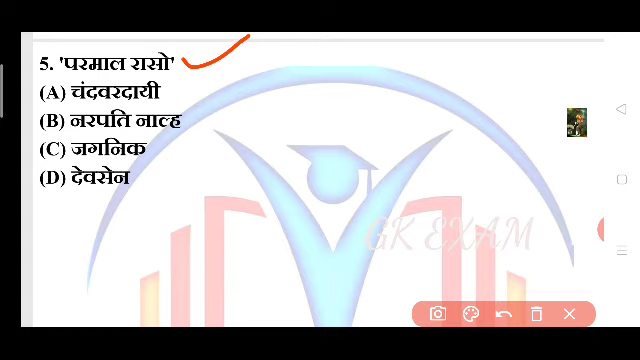 5. 'परमाल रासो'
(A) चंदवरदायी
(B) नरपति नाल्ह
(C) जगनिक
(D) देवसेन
GK EXAM